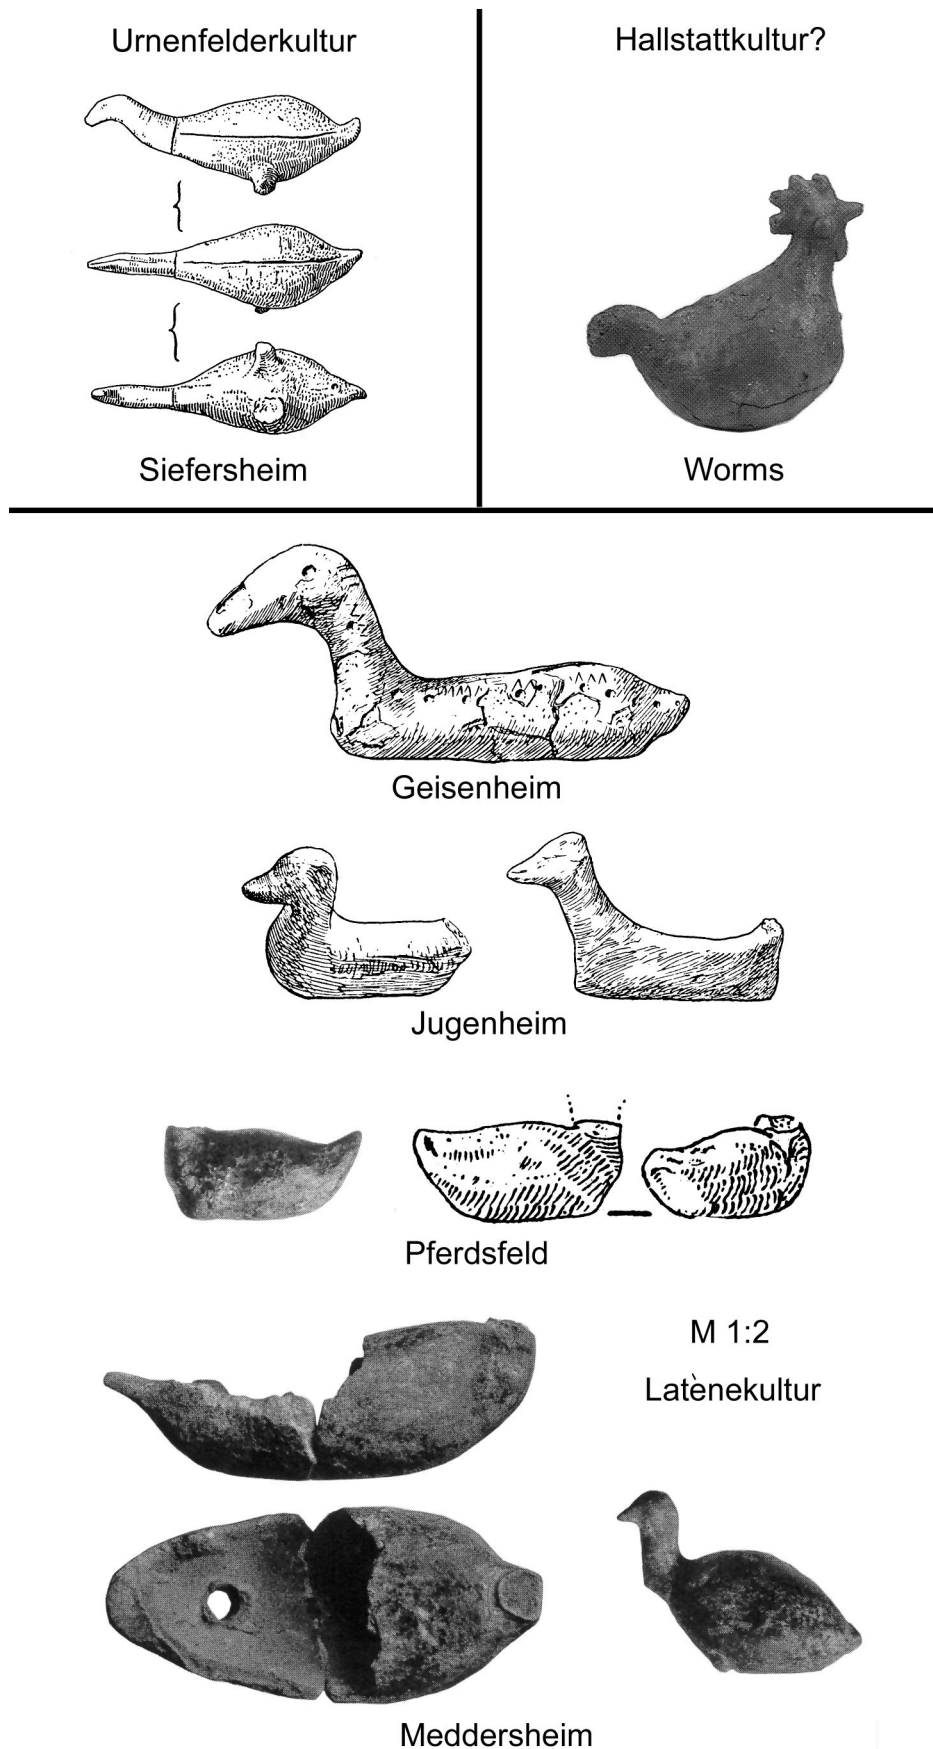 Urnenfelderkultur
Hallstattkultur?
Siefersheim
Worms
Geisenheim
Jugenheim
Pferdsfeld
M 1:2
Latènekultur
Meddersheim